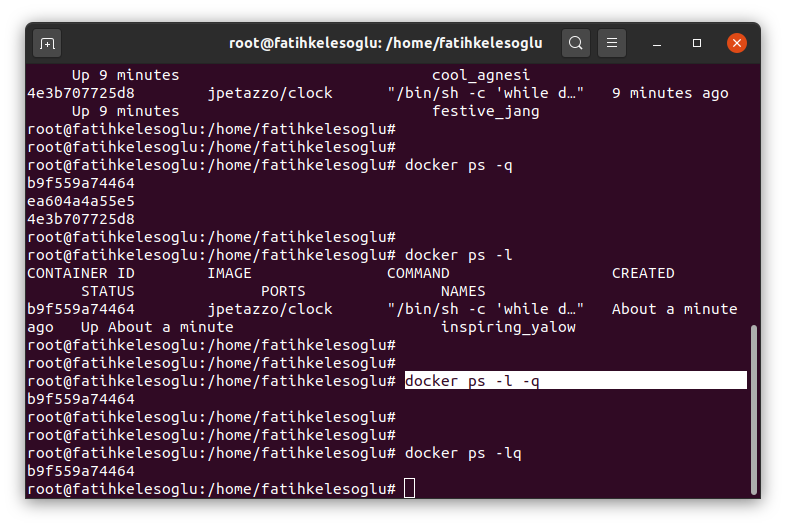 root@fatihkelesoglu: /home/fatihkelesoglu
Up 9 minutes cool_agnesi
4e3b707725d8 jpetazzo/clock "/bin/sh -c 'while d…" 9 minutes ago
Up 9 minutes festive_jang
root@fatihkelesoglu:/home/fatihkelesoglu#
root@fatihkelesoglu:/home/fatihkelesoglu#
root@fatihkelesoglu:/home/fatihkelesoglu# docker ps -q
b9f559a74464
ea604a4a55e5
4e3b707725d8
root@fatihkelesoglu:/home/fatihkelesoglu#
root@fatihkelesoglu:/home/fatihkelesoglu# docker ps -l
CONTAINER ID IMAGE COMMAND CREATED
STATUS PORTS NAMES
b9f559a74464 jpetazzo/clock "/bin/sh -c 'while d…" About a minute
ago Up About a minute inspiring_yalow
root@fatihkelesoglu:/home/fatihkelesoglu#
root@fatihkelesoglu:/home/fatihkelesoglu#
root@fatihkelesoglu:/home/fatihkelesoglu# docker ps -l -q
b9f559a74464
root@fatihkelesoglu:/home/fatihkelesoglu#
root@fatihkelesoglu:/home/fatihkelesoglu#
root@fatihkelesoglu:/home/fatihkelesoglu# docker ps -lq
b9f559a74464
root@fatihkelesoglu:/home/fatihkelesoglu#